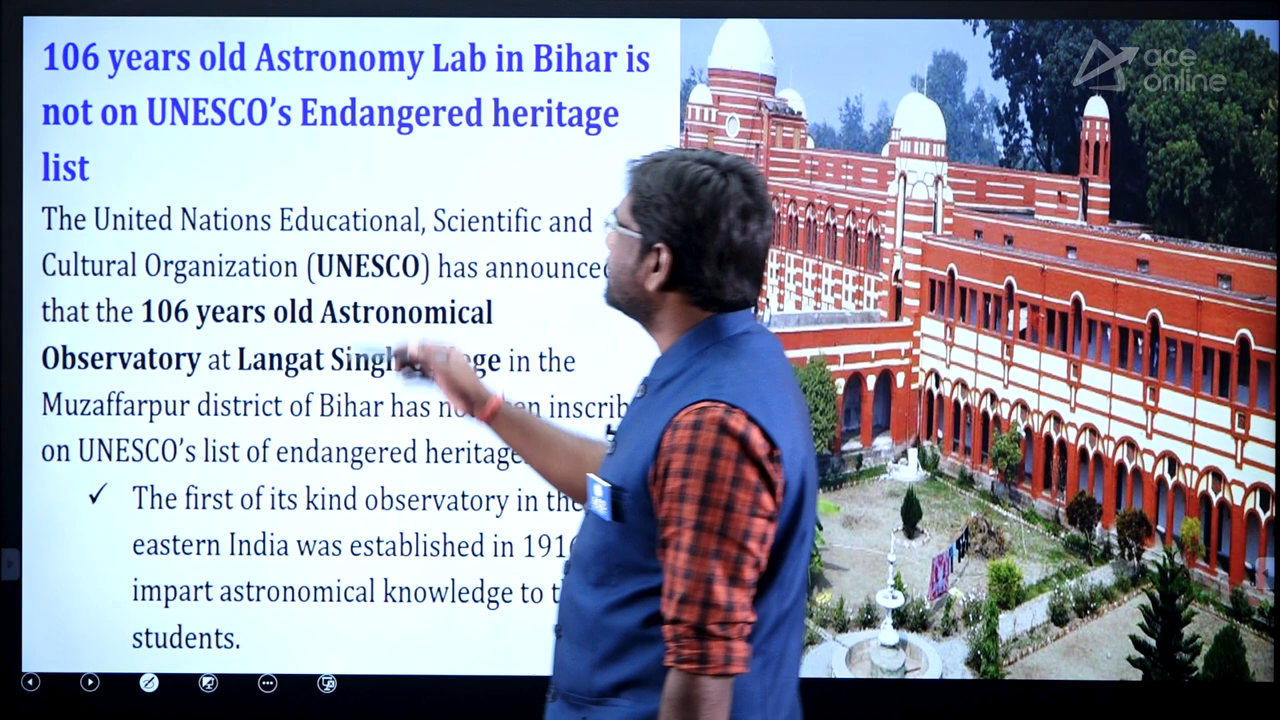 106 years old Astronomy Lab in Bihar is
not on UNESCO's Endangered heritage
list
The United Nations Educational, Scientific and
Cultural Organization (UNESCO) has announced
that the 106 years old Astronomical
Observatory at Langat Singh in the
Muzaffarpur district of Bihar has
on UNESCO's list of endangered heritage
✓ The first of its kind observatory in the
eastern India was established in
impart astronomical knowledge to
students.
ace
online